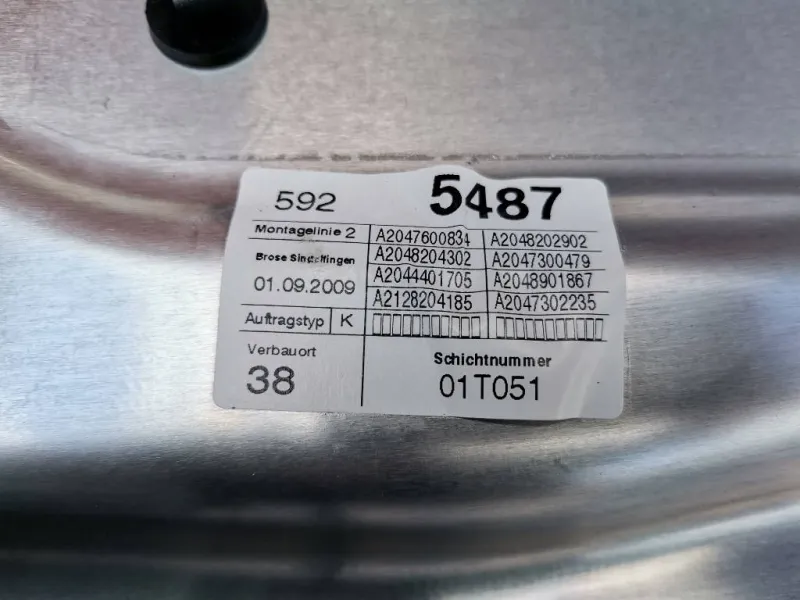 592 5487
Montagelinie 2 A2047600834 A2048202902
A2048204302 A2047300479
Brose Sindelfingen
A2044401705 A2048901867
01.09.2009
A2128204185 A2047302235
Auftragstyp K
Verbauort Schichtnummer
38 01T051